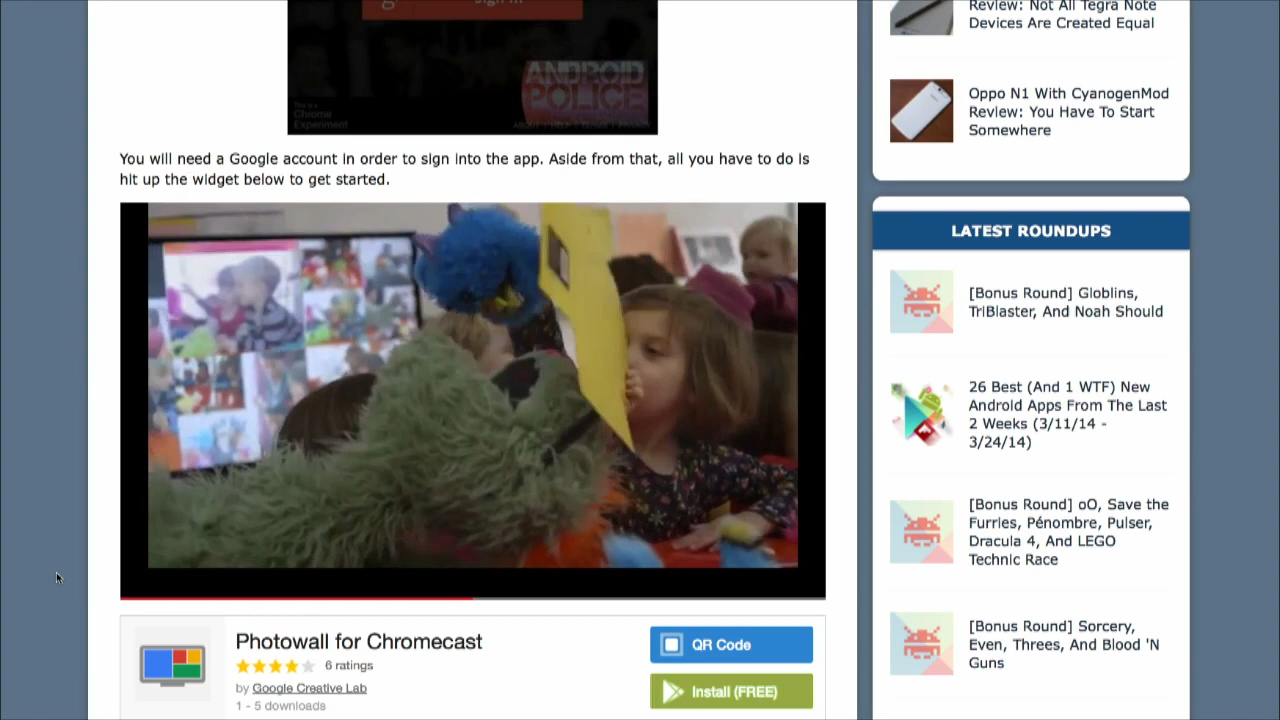 ANDROID
POLICE
This is a
Chrome
Experiment
You will need a Google account in order to sign into the app. Aside from that, all you have to do is
hit up the widget below to get started.
Photowall for Chromecast
6 ratings
by Google Creative Lab
1 - 5 downloads
QR Code
Install (FREE)
Review: Not All Tegra Note
Devices Are Created Equal
Oppo N1 With CyanogenMod
Review: You Have To Start
Somewhere
LATEST ROUNDUPS
[Bonus Round] Globlins,
TriBlaster, And Noah Should
26 Best (And 1 WTF) New
Android Apps From The Last
2 Weeks (3/11/14 -
3/24/14)
[Bonus Round] oO, Save the
Furries, Pénombre, Pulser,
Dracula 4, And LEGO
Technic Race
[Bonus Round] Sorcery,
Even, Threes, And Blood 'N
Guns